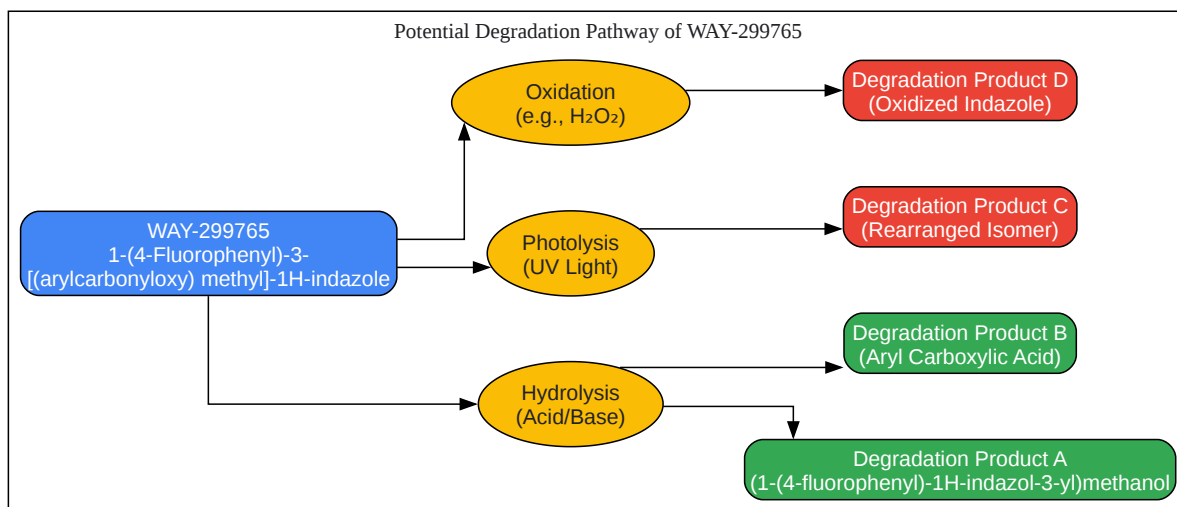 Potential Degradation Pathway of WAY-299765
Oxidation
(e.g., H₂O₂)
Degradation Product D
(Oxidized Indazole)
WAY-299765
1-(4-Fluorophenyl)-3-
[(arylcarbonyloxy) methyl]-1H-indazole
Photolysis
(UV Light)
Degradation Product C
(Rearranged Isomer)
Hydrolysis
(Acid/Base)
Degradation Product B
(Aryl Carboxylic Acid)
Degradation Product A
(1-(4-fluorophenyl)-1H-indazol-3-yl)methanol